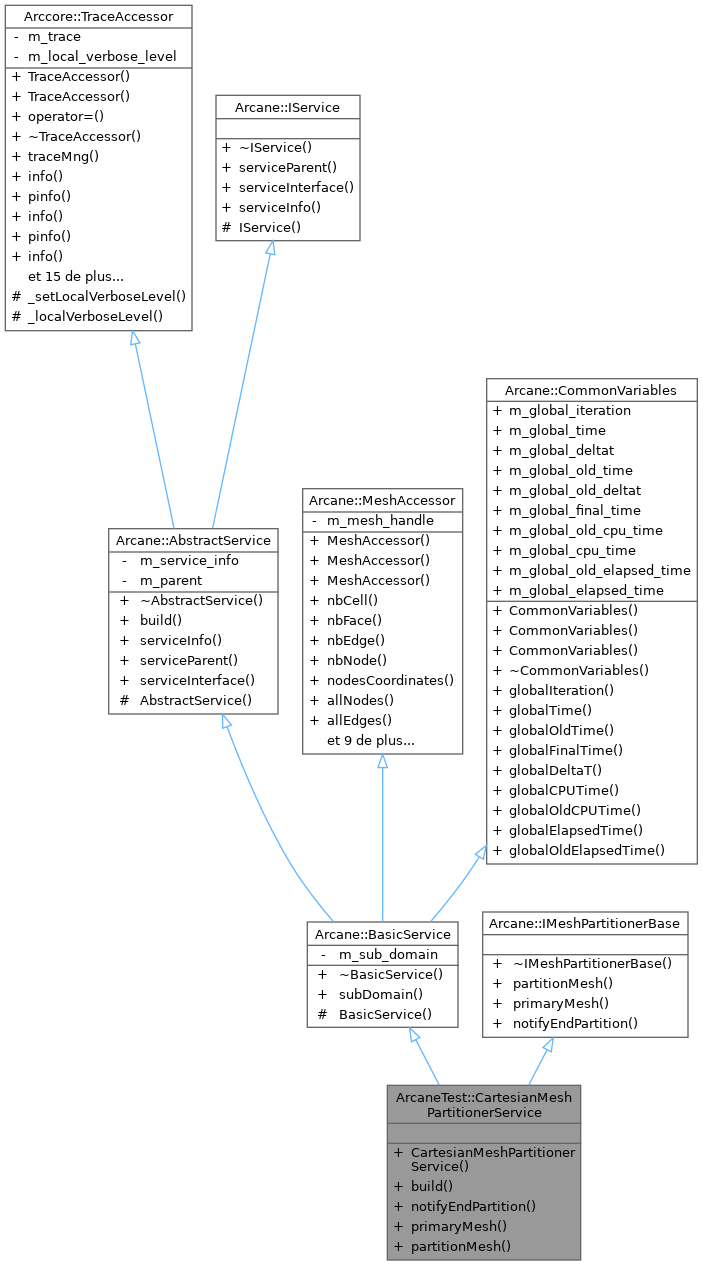 Arccore::TraceAccessor
- m_trace
- m_local_verbose_level
+ TraceAccessor()
+ TraceAccessor()
+ operator=()
+ ~TraceAccessor()
+ traceMng()
+ info()
+ pinfo()
+ info()
+ pinfo()
+ info()
et 15 de plus...
# _setLocalVerboseLevel()
# _localVerboseLevel()
Arcane::IService
+ ~IService()
+ serviceParent()
+ serviceInterface()
+ serviceInfo()
# IService()
Arcane::CommonVariables
+ m_global_iteration
+ m_global_time
+ m_global_deltat
+ m_global_old_time
+ m_global_old_deltat
+ m_global_final_time
+ m_global_old_cpu_time
+ m_global_cpu_time
+ m_global_old_elapsed_time
+ m_global_elapsed_time
+ CommonVariables()
+ CommonVariables()
+ CommonVariables()
+ ~CommonVariables()
+ globalIteration()
+ globalTime()
+ globalOldTime()
+ globalFinalTime()
+ globalDeltaT()
+ globalCPUTime()
+ globalOldCPUTime()
+ globalElapsedTime()
+ globalOldElapsedTime()
Arcane::MeshAccessor
- m_mesh_handle
+ MeshAccessor()
+ MeshAccessor()
+ MeshAccessor()
+ nbCell()
+ nbFace()
+ nbEdge()
+ nbNode()
+ nodesCoordinates()
+ allNodes()
+ allEdges()
et 9 de plus...
Arcane::AbstractService
- m_service_info
- m_parent
+ ~AbstractService()
+ build()
+ serviceInfo()
+ serviceParent()
+ serviceInterface()
# AbstractService()
Arcane::BasicService
- m_sub_domain
+ ~BasicService()
+ subDomain()
# BasicService()
Arcane::IMeshPartitionerBase
+ ~IMeshPartitionerBase()
+ partitionMesh()
+ primaryMesh()
+ notifyEndPartition()
ArcaneTest::CartesianMesh
PartitionerService
+ CartesianMeshPartitioner
Service()
+ build()
+ notifyEndPartition()
+ primaryMesh()
+ partitionMesh()